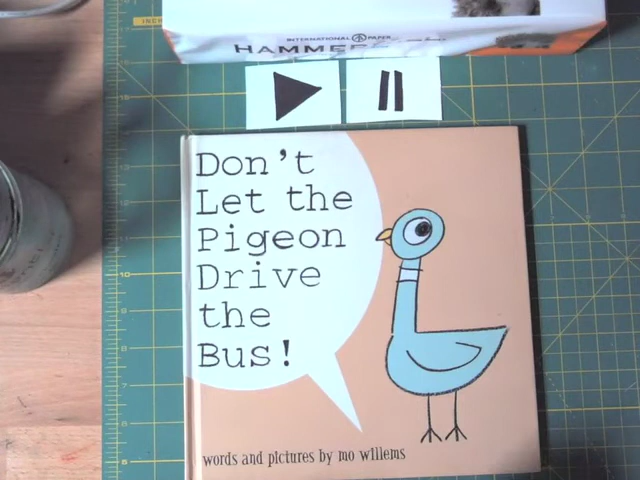 INTERNATIONAL PAPER
HAMMER
Don't
Let the
Pigeon
Drive
the
Bus!
words and pictures by mo willems